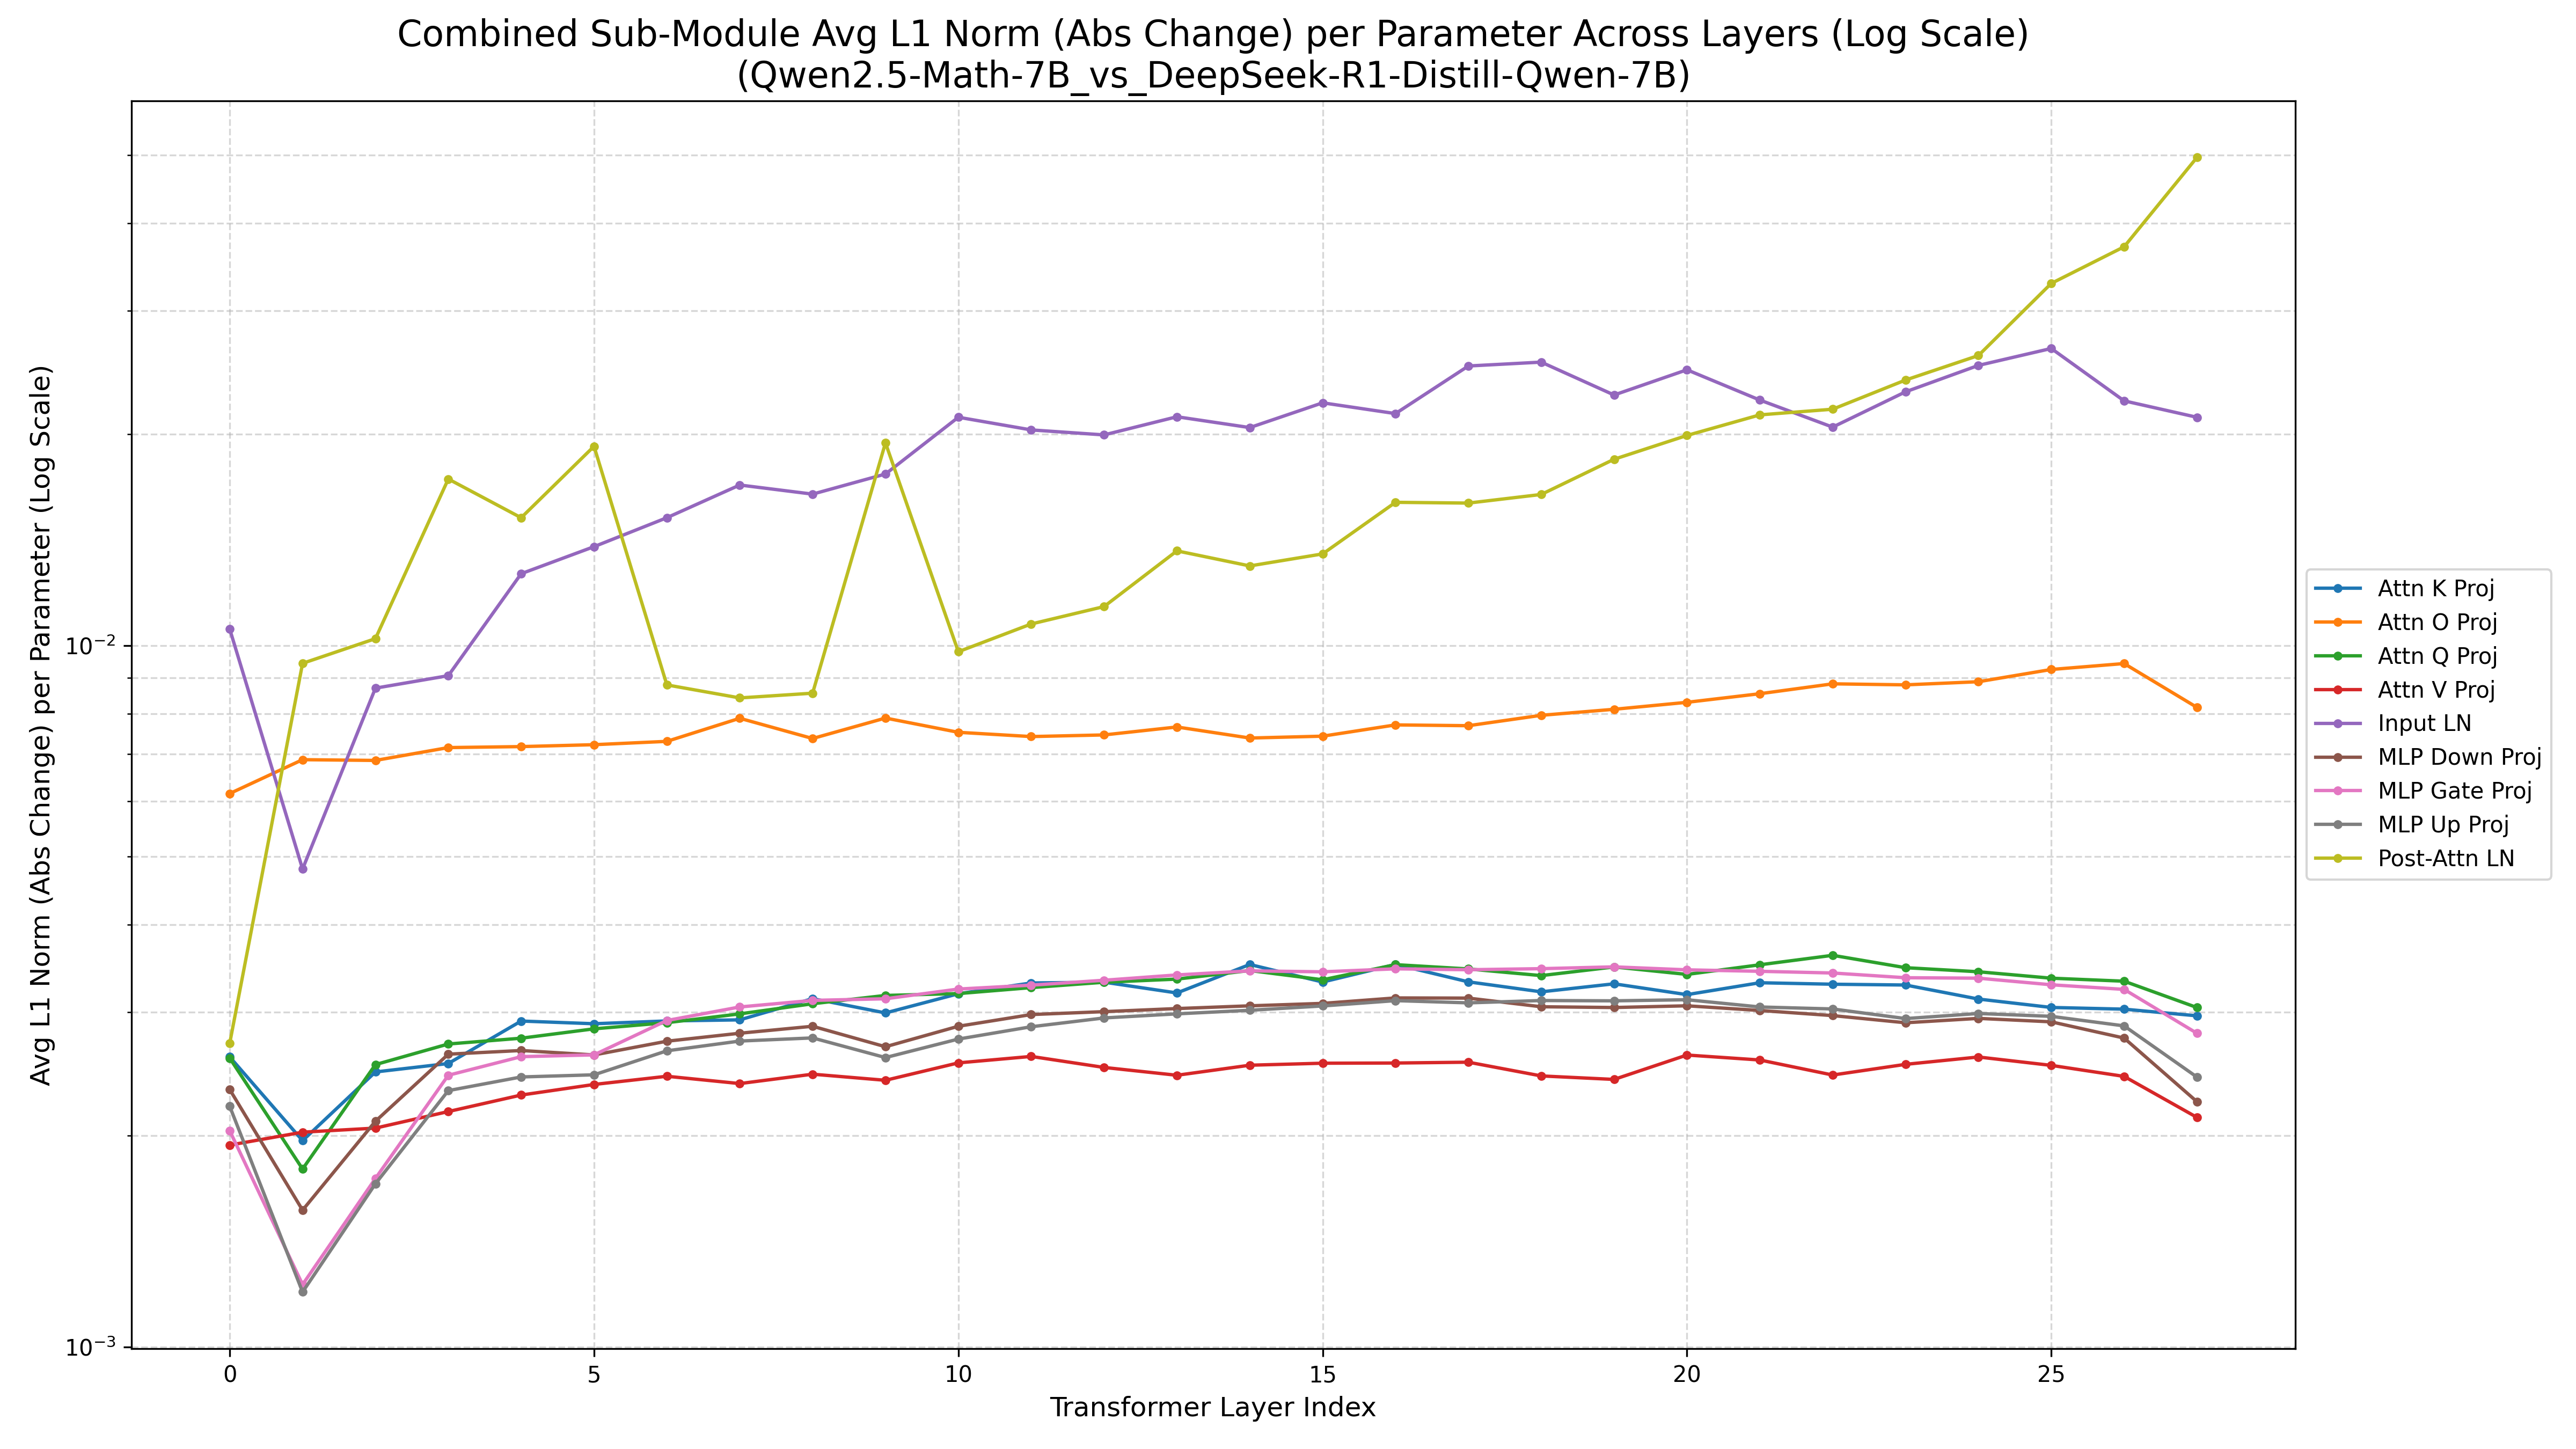 Combined Sub-Module Avg L1 Norm (Abs Change) per Parameter Across Layers (Log Scale)
(Qwen2.5-Math-7B_vs_DeepSeek-R1-Distill-Qwen-7B)
Avg L1 Norm (Abs Change) per Parameter (Log Scale)
10⁻²
10⁻³
0 5 10 15 20 25
Transformer Layer Index
Attn K Proj
Attn O Proj
Attn Q Proj
Attn V Proj
Input LN
MLP Down Proj
MLP Gate Proj
MLP Up Proj
Post-Attn LN